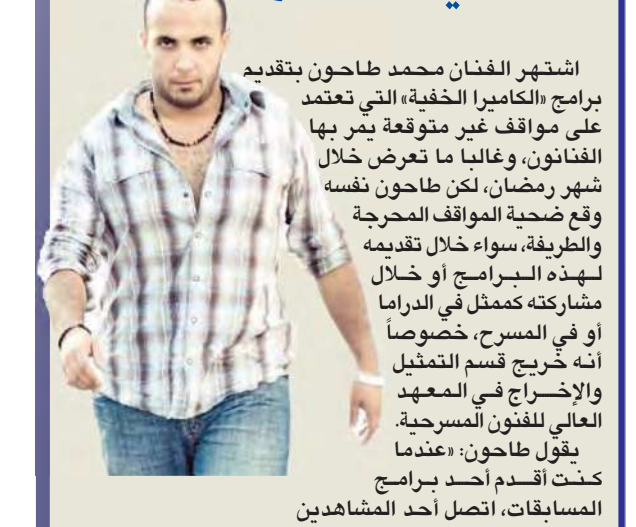 اشتهر الفنان محمد طاحون بتقديم
برامج «الكاميرا الخفية» التي تعتمد
على مواقف غير متوقعة يمر بها
الفنانون، وغالبا ما تعرض خلال
شهر رمضان، لكن طاحون نفسه
وقع ضحية المواقف المحرجة
والطريفة، سواء خلال تقديمه
لهذه البرامج أو خلال
مشاركته كممثل في الدراما
أو في المسرح، خصوصاً
أنه خريج قسم التمثيل
والإخراج في المعهد
العالي للفنون المسرحية.
يقول طاحون: «عندما
كنت أقدم أحد برامج
المسابقات، اتصل أحد المشاهدين